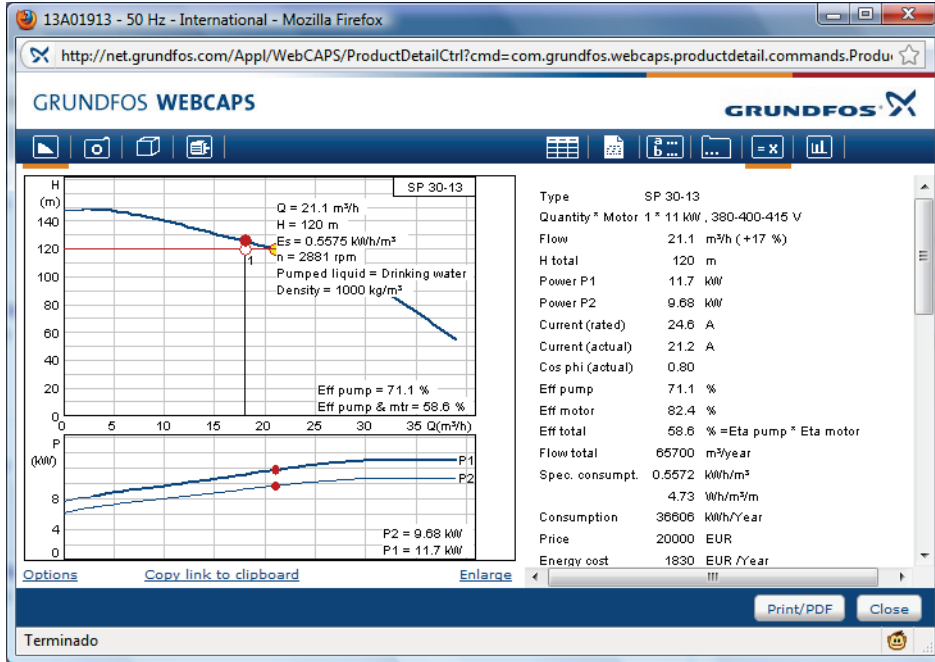 13A01913 - 50 Hz - International - Mozilla Firefox
http://net.grundfos.com/Appl/WebCAPS/ProductDetailCtrl?cmd=com.grundfos.webcaps.productdetail.commands.Produ
GRUNDFOS WEBCAPS
GRUNDFOS
H
(m)
SP 30-13
140
120
100
80
60
40
20
0
Q = 21.1 m³/h
H = 120 m
Es = 0.5575 kWh/m³
n = 2881 rpm
Pumped liquid = Drinking water
Density = 1000 kg/m³
1
Eff pump = 71.1 %
Eff pump & mtr = 58.6 %
0 5 10 15 20 25 30 35 Q(m³/h)
P
(kW)
8
4
0
P1
P2
P2 = 9.68 kW
P1 = 11.7 kW
Options Copy link to clipboard Enlarge
Type SP 30-13
Quantity * Motor 1 * 11 kW , 380-400-415 V
Flow 21.1 m³/h (+17 %)
H total 120 m
Power P1 11.7 kW
Power P2 9.68 kW
Current (rated) 24.6 A
Current (actual) 21.2 A
Cos phi (actual) 0.80
Eff pump 71.1 %
Eff motor 82.4 %
Eff total 58.6 % =Eta pump * Eta motor
Flow total 65700 m³/year
Spec. consumpt. 0.5572 kWh/m³
4.73 Wh/m³/m
Consumption 36606 kWh/Year
Price 20000 EUR
Energy cost 1830 EUR /Year
Print/PDF Close
Terminado